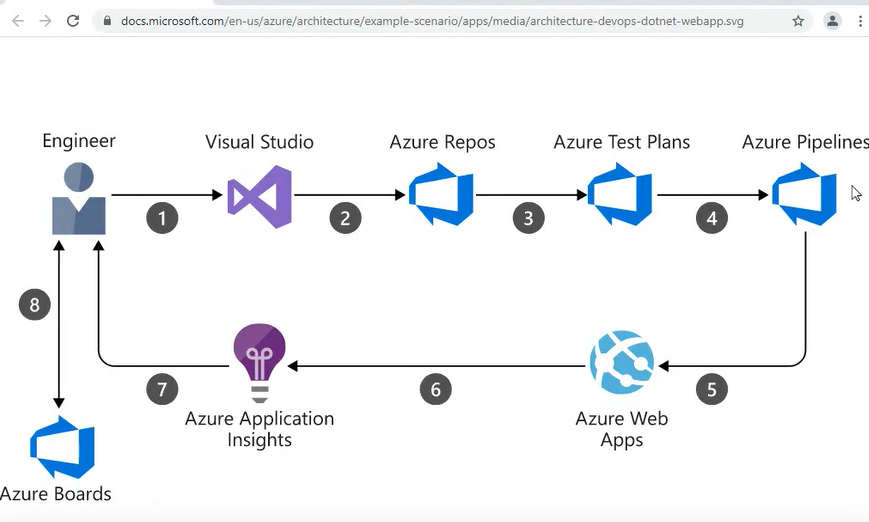 docs.microsoft.com/en-us/azure/architecture/example-scenario/apps/media/architecture-devops-dotnet-webapp.svg
Engineer
Visual Studio
Azure Repos
Azure Test Plans
Azure Pipelines
1
2
3
4
8
7
6
5
Azure Application
Insights
Azure Web
Apps
Azure Boards